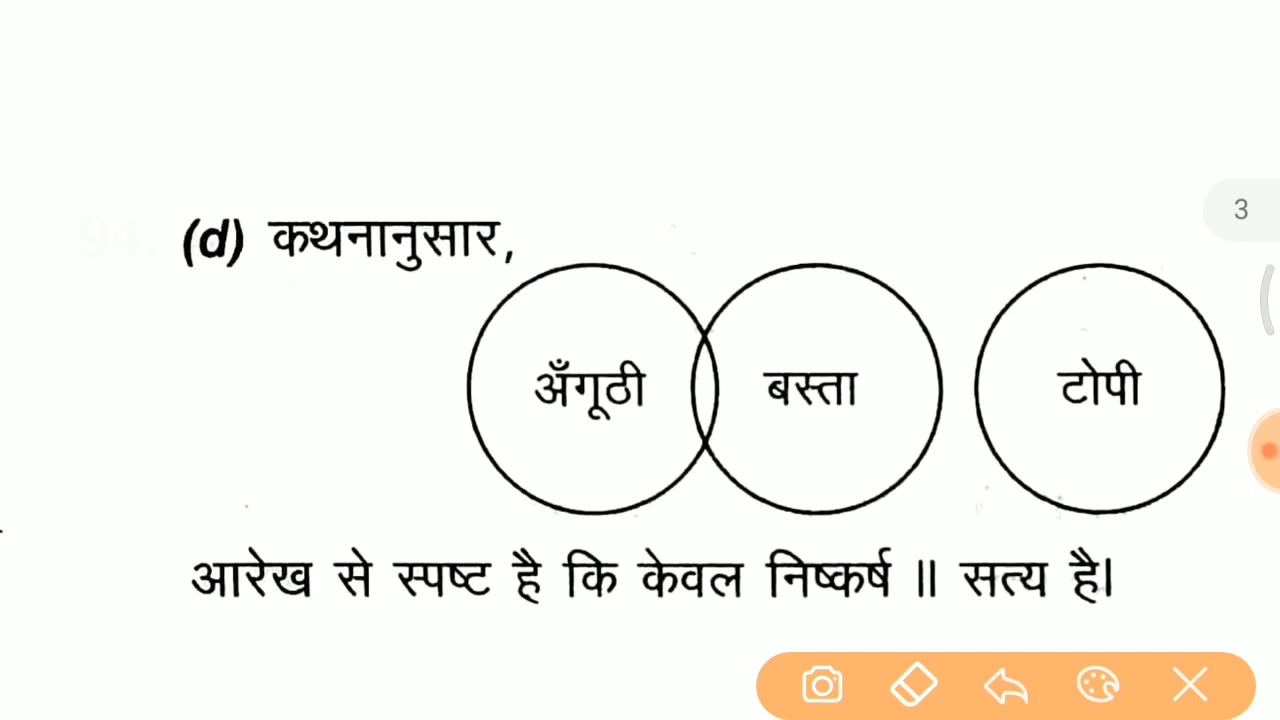 94. (d) कथनानुसार,
अँगूठी बस्ता टोपी
आरेख से स्पष्ट है कि केवल निष्कर्ष II सत्य है।
3